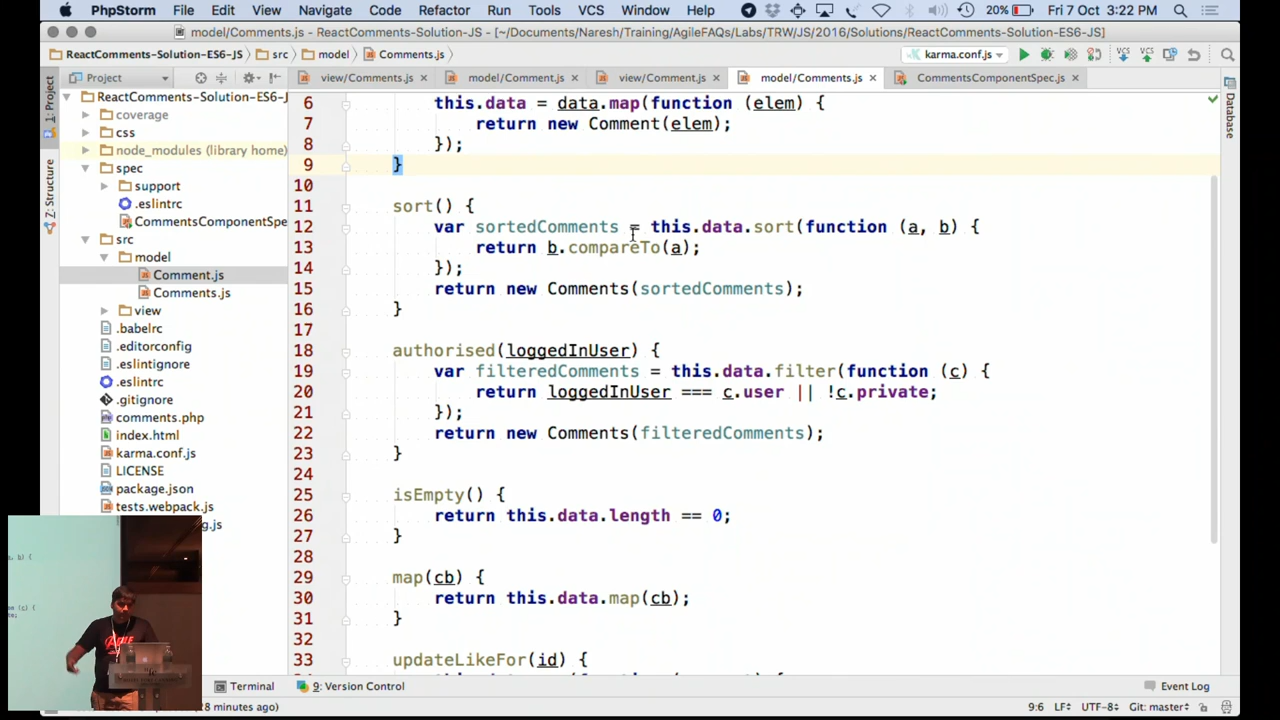 PhpStorm File Edit View Navigate Code Refactor Run Tools VCS Window Help 20% Fri 7 Oct 3:22 PM
model/Comments.js - ReactComments-Solution-JS - [~/Documents/Naresh/Training/AgileFAQs/Labs/TRW/JS/2016/Solutions/ReactComments-Solution-JS]
ReactComments-Solution-ES6-JS src model Comments.js karma.conf.js VCS VCS
Project view/Comments.js model/Comment.js view/Comment.js model/Comments.js CommentsComponentSpec.js
1: Project
Z: Structure
Database
ReactComments-Solution-ES6-J
coverage
css
node_modules (library home)
spec
support
.eslintrc
CommentsComponentSpe
src
model
Comment.js
Comments.js
view
.babelrc
.editorconfig
.eslintignore
.eslintrc
.gitignore
comments.php
index.html
karma.conf.js
LICENSE
package.json
tests.webpack.js
g.js
6 this.data = data.map(function (elem) {
7 return new Comment(elem);
8 });
9 }
10
11 sort() {
12 var sortedComments = this.data.sort(function (a, b) {
13 return b.compareTo(a);
14 });
15 return new Comments(sortedComments);
16 }
17
18 authorised(loggedInUser) {
19 var filteredComments = this.data.filter(function (c) {
20 return loggedInUser === c.user || !c.private;
21 });
22 return new Comments(filteredComments);
23 }
24
25 isEmpty() {
26 return this.data.length == 0;
27 }
28
29 map(cb) {
30 return this.data.map(cb);
31 }
32
33 updateLikeFor(id) {
Terminal 9: Version Control Event Log
8 minutes ago) 9:6 LF UTF-8 Git: master